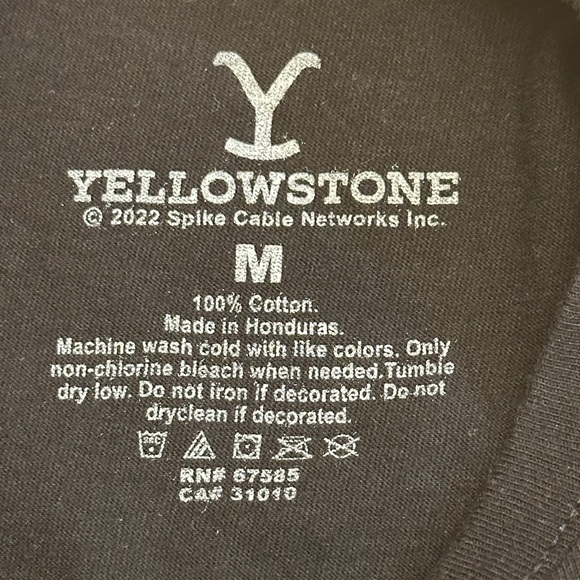 Y
YELLOWSTONE
© 2022 Spike Cable Networks Inc.
M
100% Cotton.
Made in Honduras.
Machine wash cold with like colors. Only
non-chlorine bleach when needed.Tumble
dry low. Do not iron if decorated. Do not
dryclean if decorated.
RN# 67585
CA# 31010